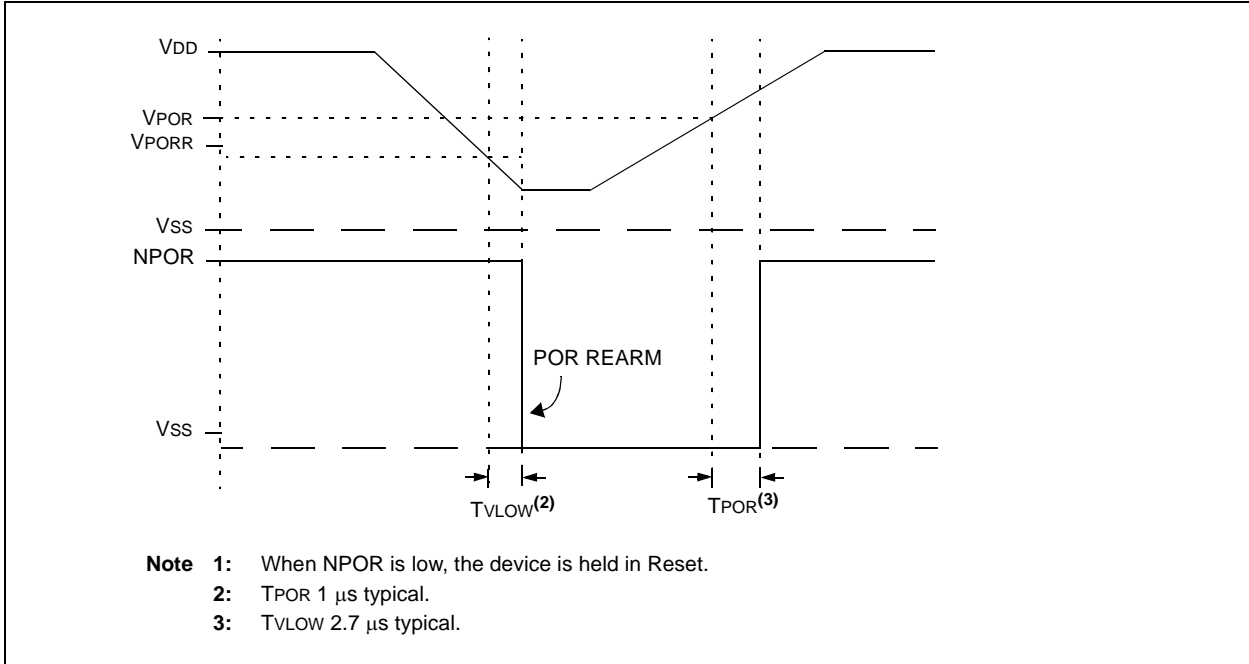 VDD
VPOR
VPORR
VSS
NPOR
POR REARM
VSS
TVLOW(2) TPOR(3)
Note 1: When NPOR is low, the device is held in Reset.
2: TPOR 1 μs typical.
3: TVLOW 2.7 μs typical.